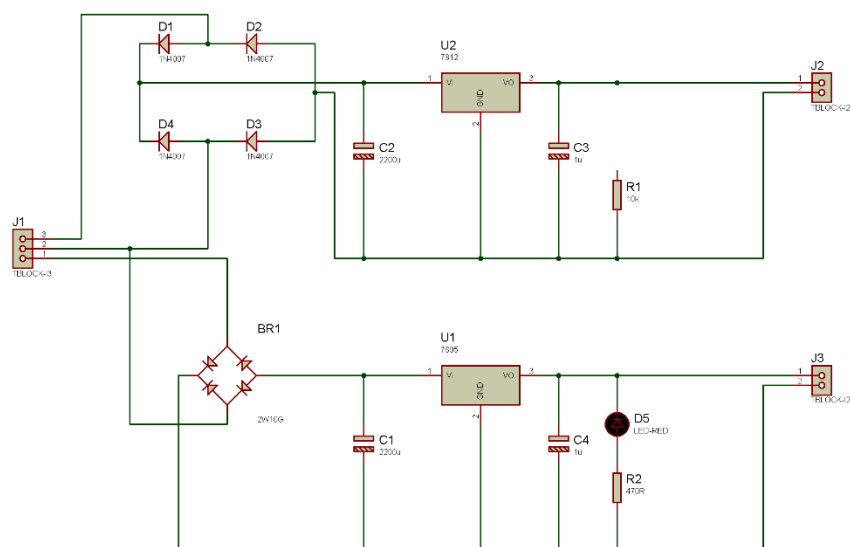 D1
1N4007
D2
1N4007
U2
7812
1
VI
VO
3
GND
2
J2
1
2
TBLOCK-I2
D4
1N4007
D3
1N4007
C2
2200u
C3
1u
R1
10k
J1
3
2
1
TBLOCK-I3
BR1
2W10G
U1
7805
1
VI
VO
3
GND
2
J3
1
2
TBLOCK-I2
C1
2200u
C4
1u
D5
LED-RED
R2
470R